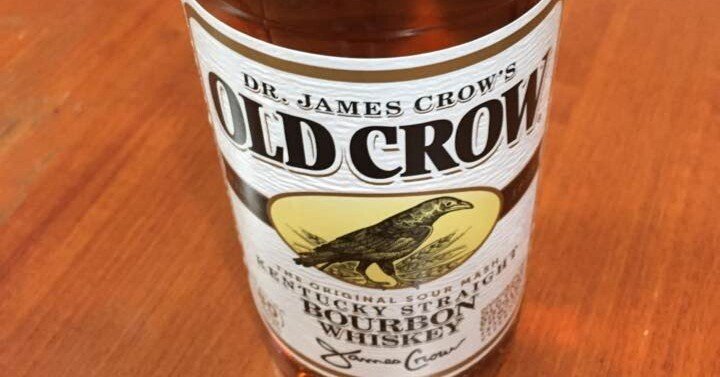 DR. JAMES CROW'S
OLD CROW
THE ORIGINAL SOUR MASH
KENTUCKY STRAIGHT
BOURBON
WHISKEY
James Crow